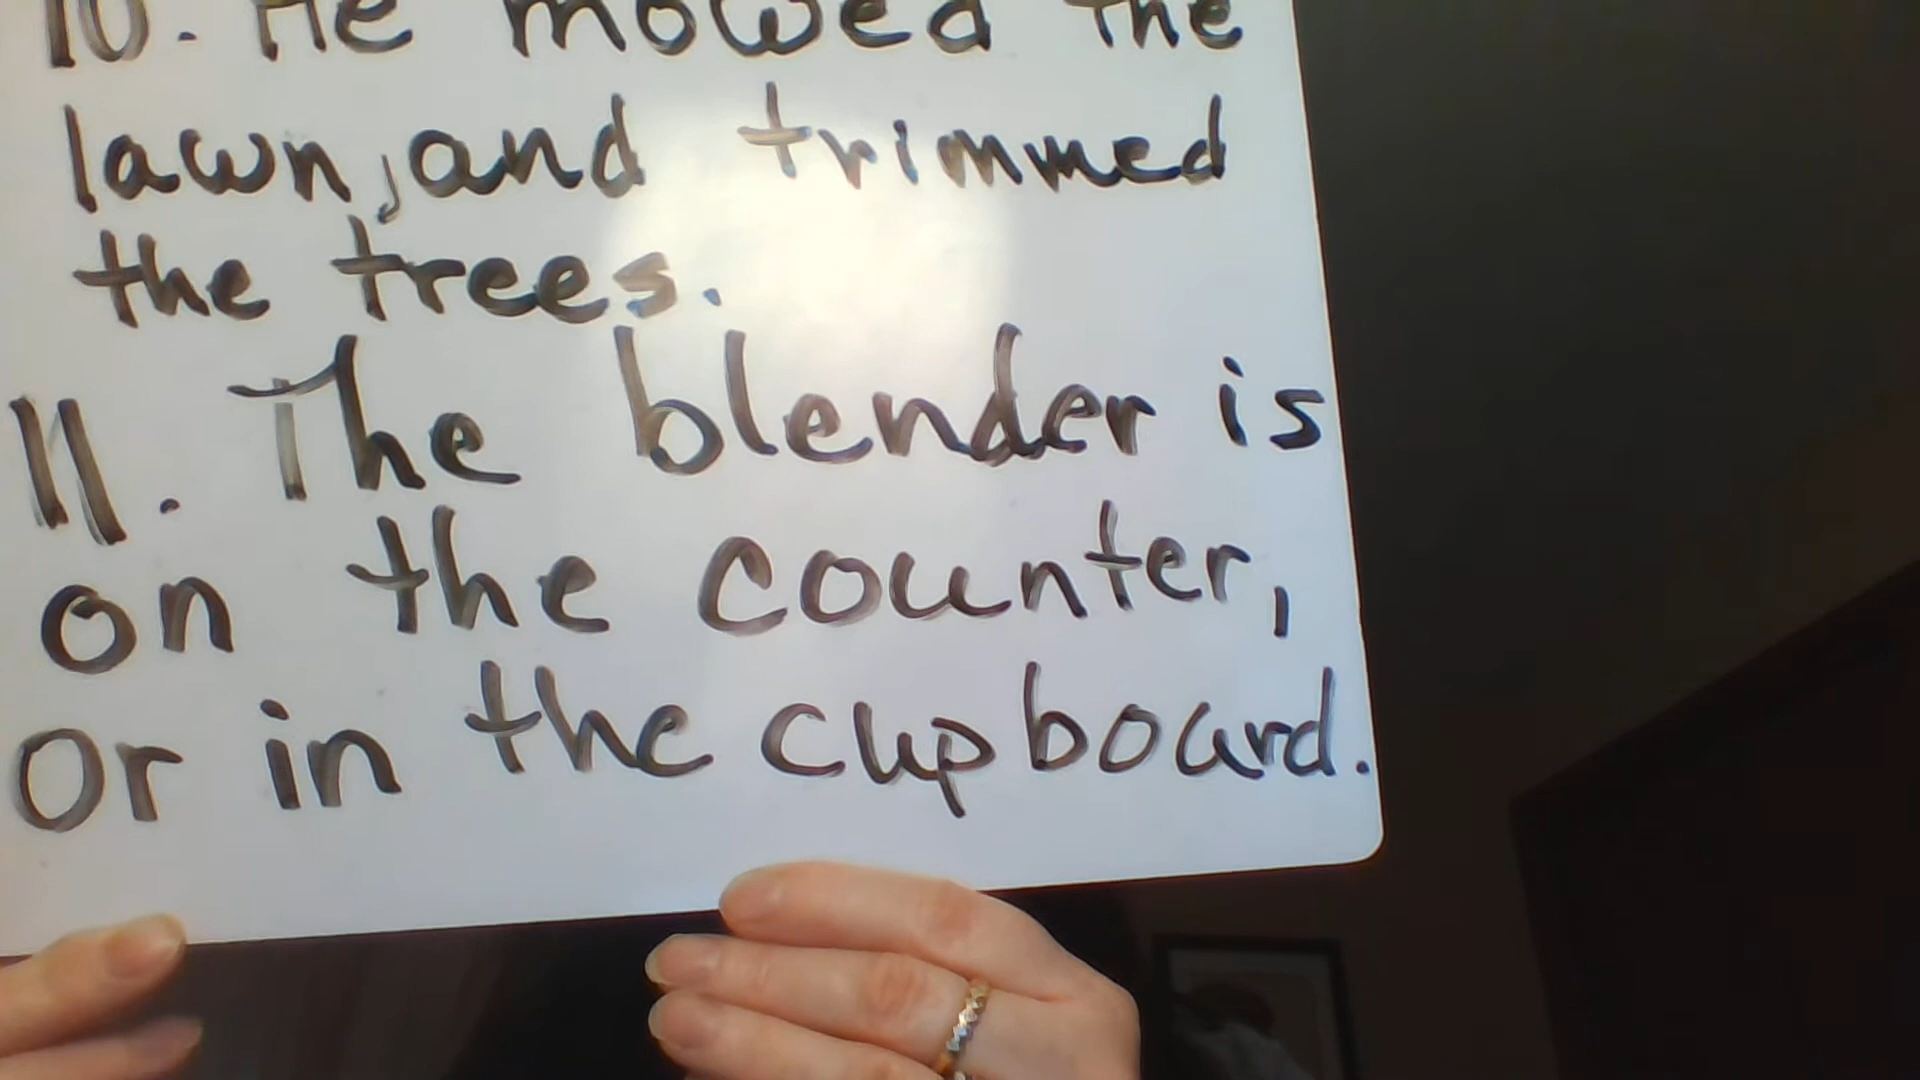 10. He mowed the
lawn, and trimmed
the trees.
11. The blender is
on the counter,
or in the cupboard.